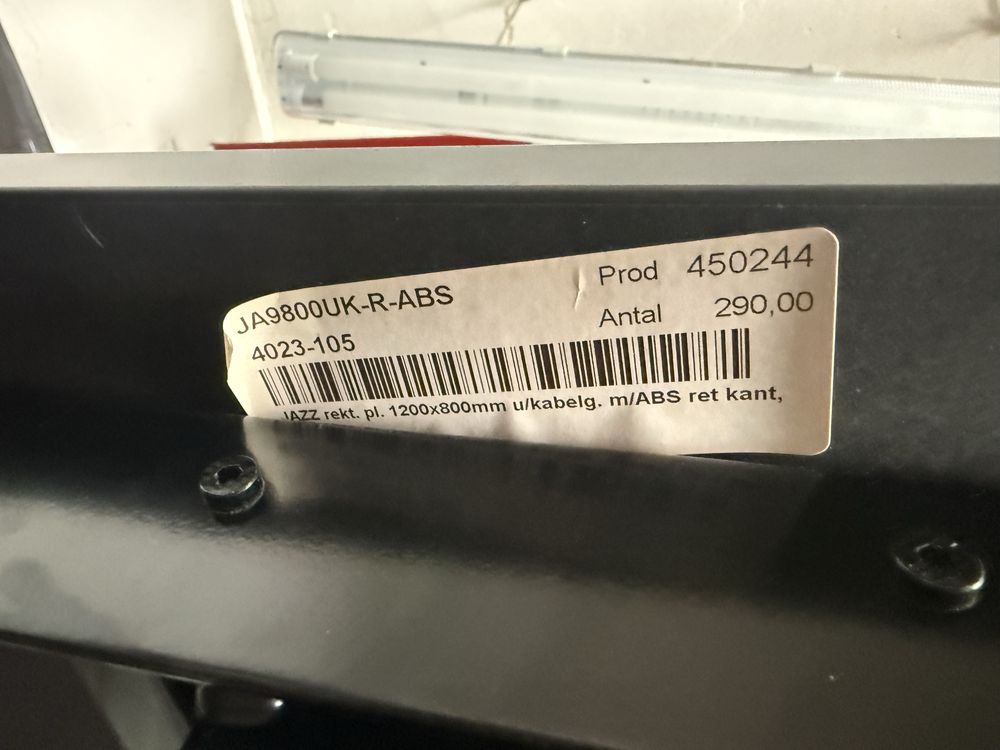 JA9800UK-R-ABS
Prod 450244
4023-105
Antal 290,00
JAZZ rekt. pl. 1200x800mm u/kabelg. m/ABS ret kant,